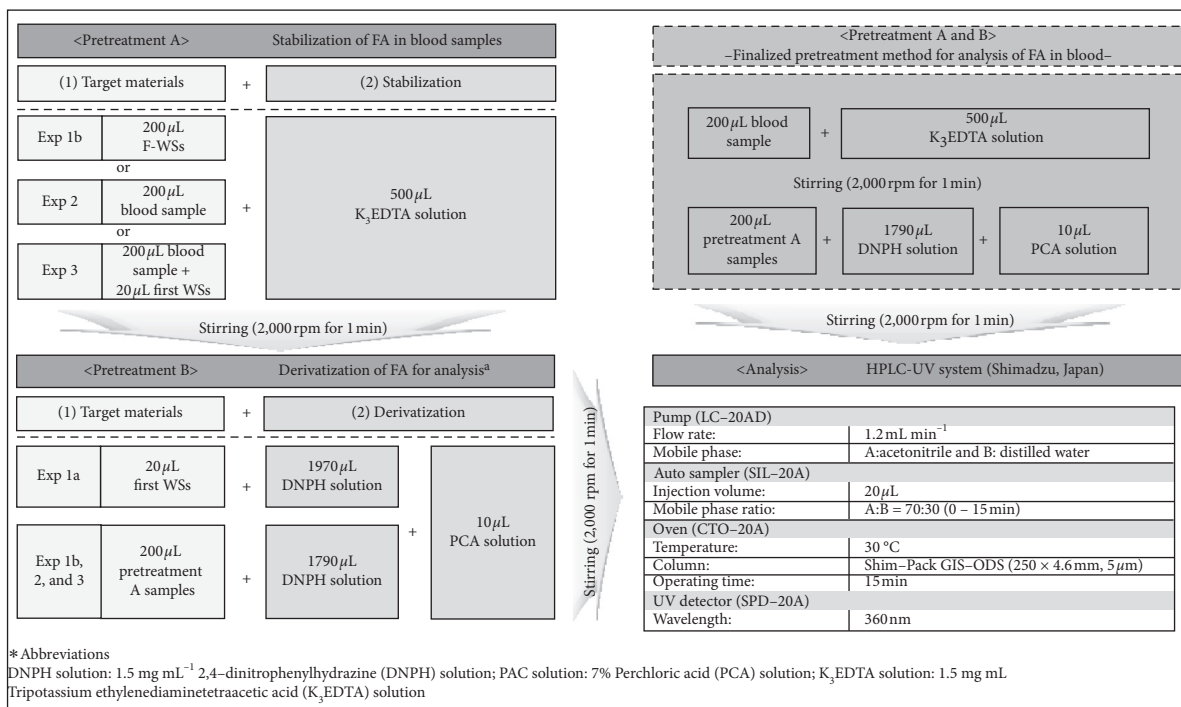 <Pretreatment A> Stabilization of FA in blood samples
(1) Target materials + (2) Stabilization
Exp 1b
200 μL
F-WSs
or
Exp 2
200 μL
blood sample
or
Exp 3
200 μL blood
sample +
20 μL first WSs
+
500 μL
K3EDTA solution
Stirring (2,000 rpm for 1 min)
<Pretreatment B> Derivatization of FA for analysis^a
(1) Target materials + (2) Derivatization
Exp 1a
20 μL
first WSs
+
1970 μL
DNPH solution
Exp 1b,
2, and 3
200 μL
pretreatment
A samples
+
1790 μL
DNPH solution
+
10 μL
PCA solution
Stirring (2,000 rpm for 1 min)
<Pretreatment A and B>
–Finalized pretreatment method for analysis of FA in blood–
200 μL blood
sample
+
500 μL
K3EDTA solution
Stirring (2,000 rpm for 1 min)
200 μL
pretreatment A
samples
+
1790 μL
DNPH solution
+
10 μL
PCA solution
Stirring (2,000 rpm for 1 min)
<Analysis> HPLC-UV system (Shimadzu, Japan)
Pump (LC–20AD)
Flow rate: 1.2 mL min−1
Mobile phase: A:acetonitrile and B: distilled water
Auto sampler (SIL–20A)
Injection volume: 20 μL
Mobile phase ratio: A:B = 70:30 (0 – 15 min)
Oven (CTO–20A)
Temperature: 30 °C
Column: Shim–Pack GIS–ODS (250 × 4.6 mm, 5 μm)
Operating time: 15 min
UV detector (SPD–20A)
Wavelength: 360 nm
* Abbreviations
DNPH solution: 1.5 mg mL−1 2,4–dinitrophenylhydrazine (DNPH) solution; PAC solution: 7% Perchloric acid (PCA) solution; K3EDTA solution: 1.5 mg mL
Tripotassium ethylenediaminetetraacetic acid (K3EDTA) solution